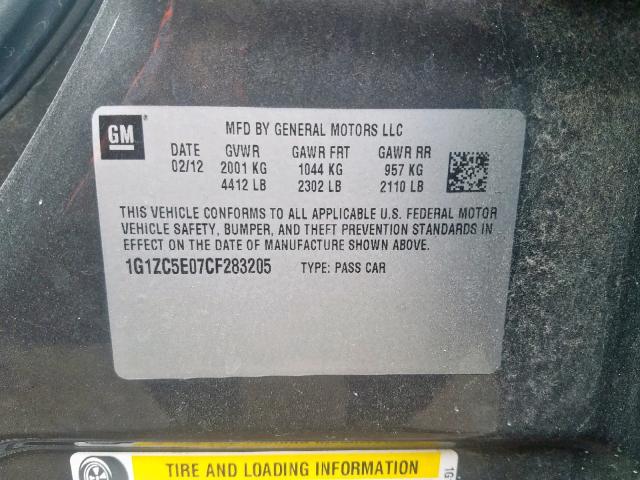 GM
MFD BY GENERAL MOTORS LLC
DATE GVWR GAWR FRT GAWR RR
02/12 2001 KG 1044 KG 957 KG
4412 LB 2302 LB 2110 LB
THIS VEHICLE CONFORMS TO ALL APPLICABLE U.S. FEDERAL MOTOR
VEHICLE SAFETY, BUMPER, AND THEFT PREVENTION STANDARDS IN
EFFECT ON THE DATE OF MANUFACTURE SHOWN ABOVE.
1G1ZC5E07CF283205 TYPE: PASS CAR
TIRE AND LOADING INFORMATION
1G